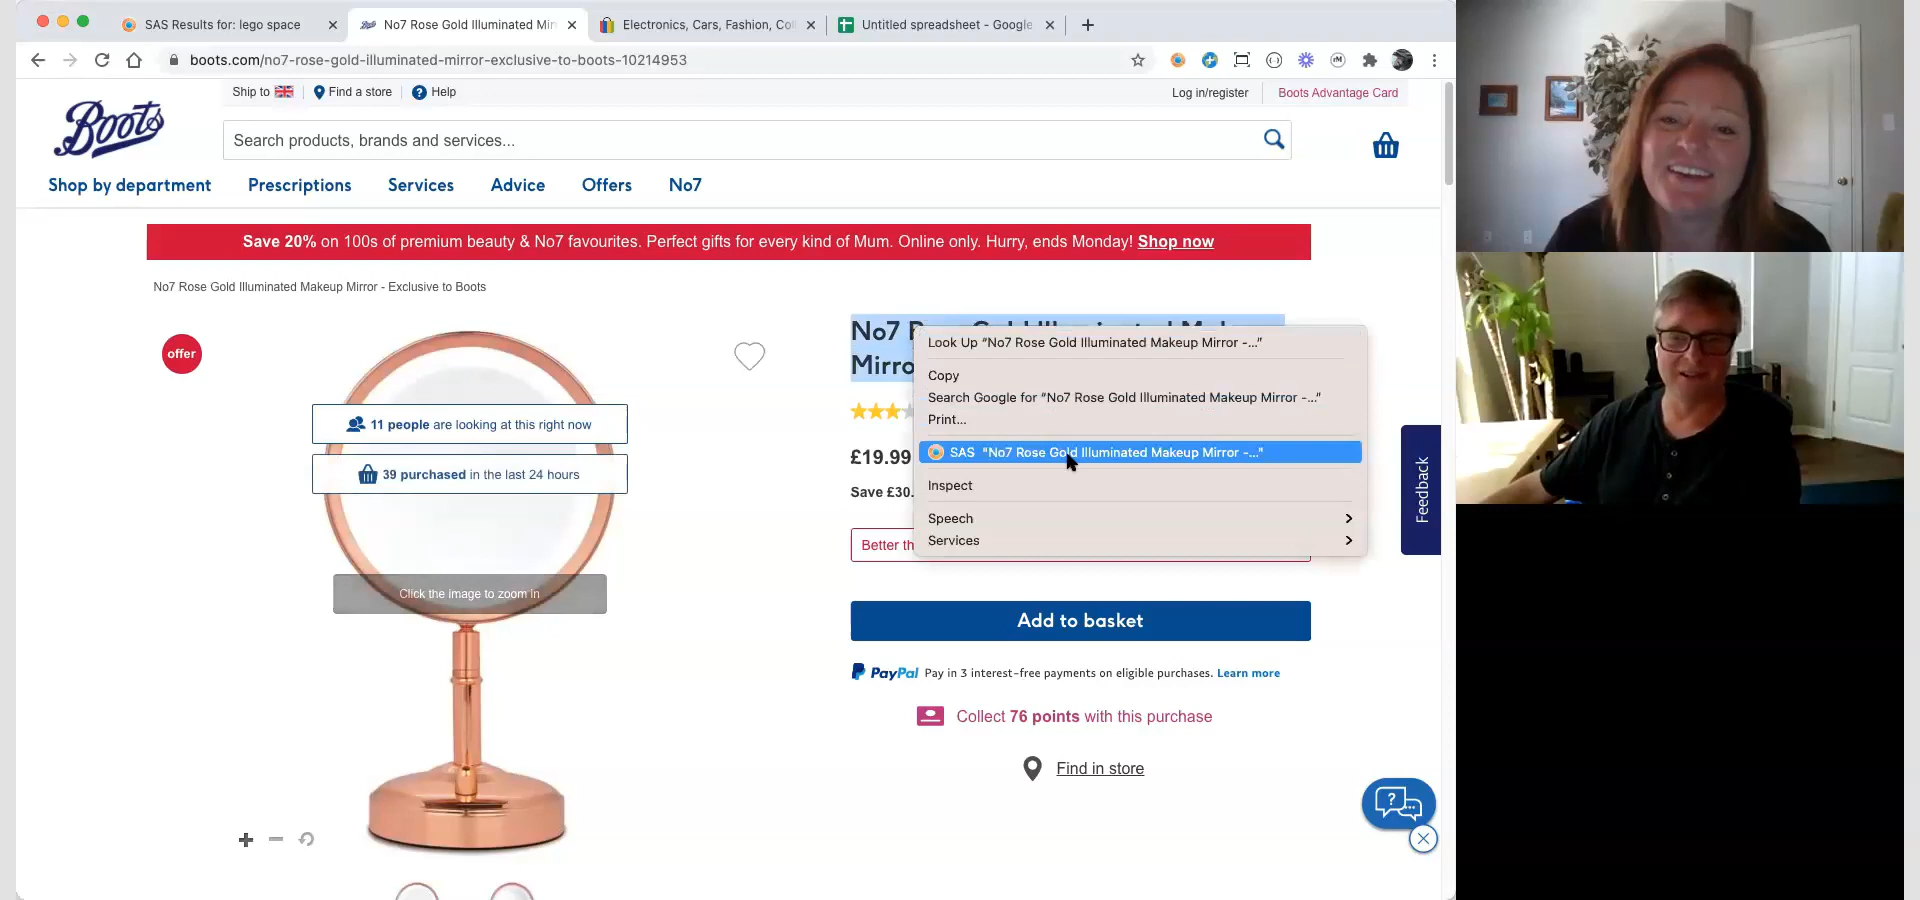 SAS Results for: lego space
No7 Rose Gold Illuminated Mirr
Electronics, Cars, Fashion, Col
Untitled spreadsheet - Google
boots.com/no7-rose-gold-illuminated-mirror-exclusive-to-boots-10214953
Ship to
Find a store
Help
Log in/register
Boots Advantage Card
Boots
Search products, brands and services...
Shop by department
Prescriptions
Services
Advice
Offers
No7
Save 20% on 100s of premium beauty & No7 favourites. Perfect gifts for every kind of Mum. Online only. Hurry, ends Monday! Shop now
No7 Rose Gold Illuminated Makeup Mirror - Exclusive to Boots
offer
11 people are looking at this right now
39 purchased in the last 24 hours
Click the image to zoom in
No7
Mirro
£19.99
Save £30.
Better th
Look Up “No7 Rose Gold Illuminated Makeup Mirror -...”
Copy
Search Google for “No7 Rose Gold Illuminated Makeup Mirror -...”
Print...
SAS "No7 Rose Gold Illuminated Makeup Mirror -..."
Inspect
Speech
Services
Feedback
Add to basket
PayPal Pay in 3 interest-free payments on eligible purchases. Learn more
Collect 76 points with this purchase
Find in store